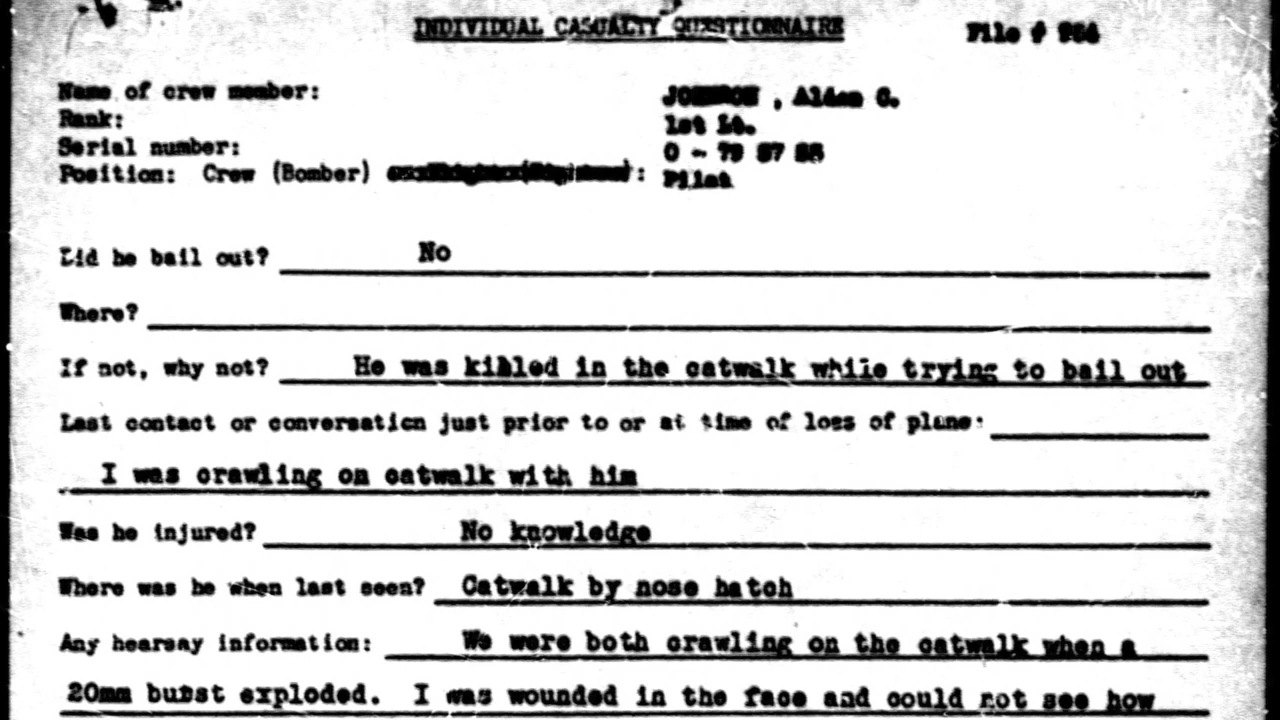 INDIVIDUAL CASUALTY QUESTIONNAIRE
File #
Name of crew member: , Alden C.
Rank: 1st Lt.
Serial number: O -
Position: Crew (Bomber) : Pilot
Did he bail out? No
Where?
If not, why not? He was killed in the catwalk while trying to bail out
Last contact or conversation just prior to or at time of loss of plane:
I was crawling on catwalk with him
Was he injured? No knowledge
Where was he when last seen? Catwalk by nose hatch
Any hearsay information: We were both crawling on the catwalk when a
20mm burst exploded. I was wounded in the face and could not see how